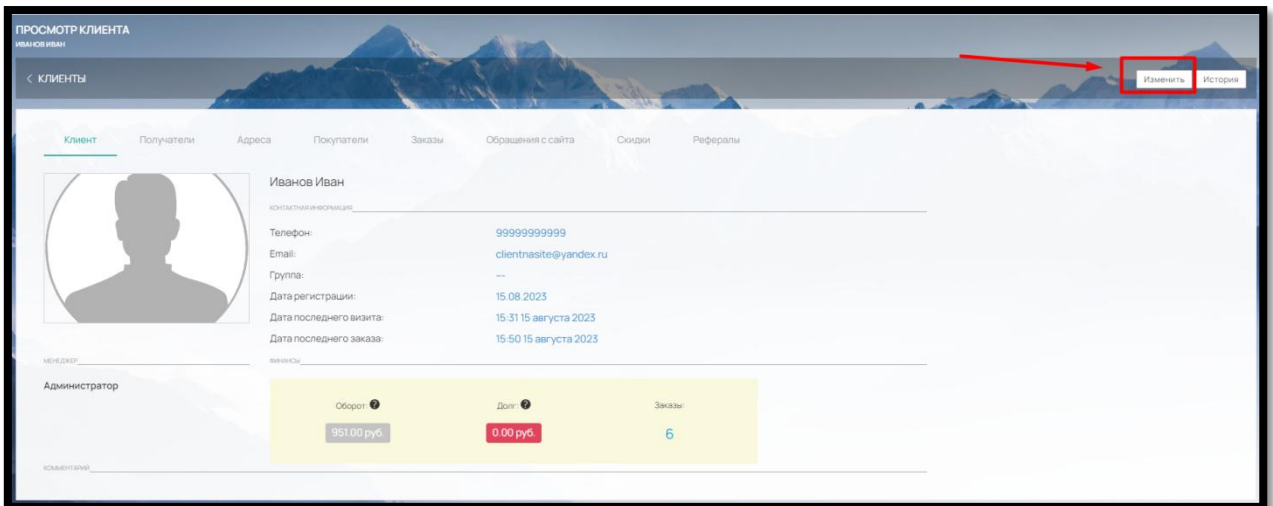 ПРОСМОТР КЛИЕНТА
ИВАНОВ ИВАН
< КЛИЕНТЫ
Изменить История
Клиент Получатели Адреса Покупатели Заказы Обращения с сайта Скидки Рефералы
Иванов Иван
КОНТАКТНАЯ ИНФОРМАЦИЯ
Телефон: 99999999999
Email: clientnasite@yandex.ru
Группа: ---
Дата регистрации: 15.08.2023
Дата последнего визита: 15:31 15 августа 2023
Дата последнего заказа: 15:50 15 августа 2023
МЕНЕДЖЕР ФИНАНСЫ
Администратор
Оборот: ? Долг: ? Заказы:
951.00 руб. 0.00 руб. 6
КОММЕНТАРИЙ